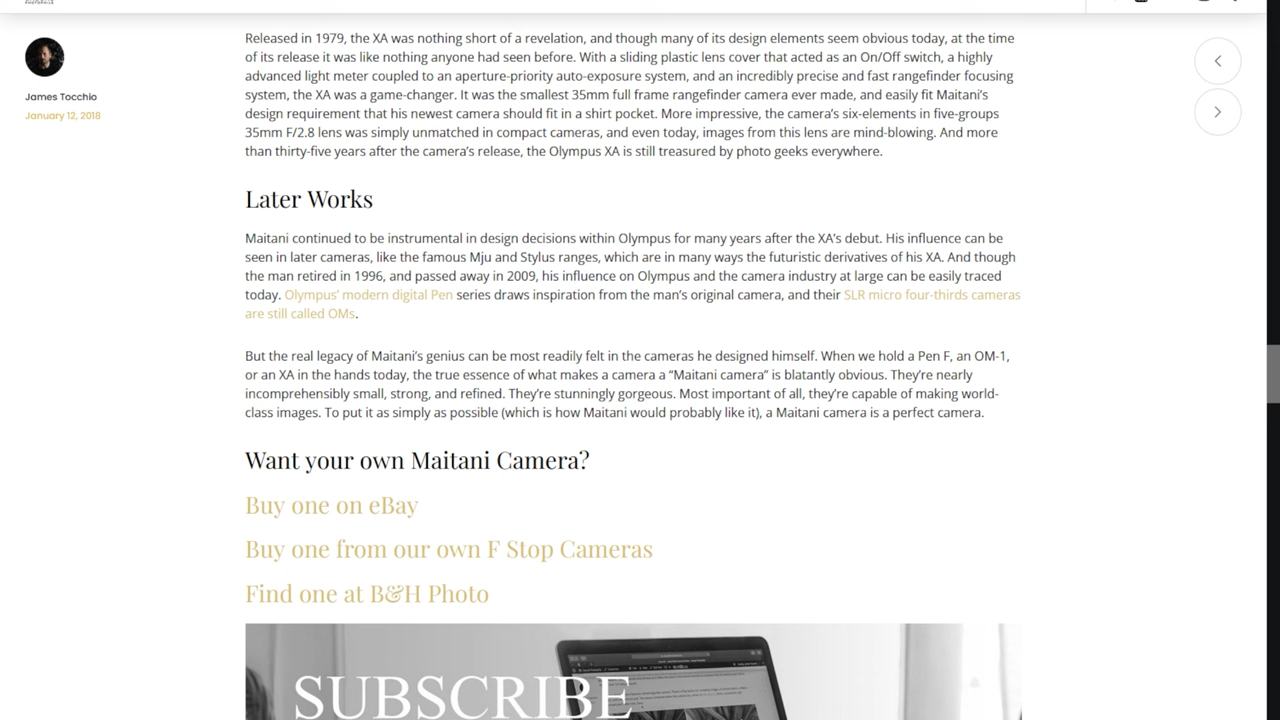 James Tocchio
January 12, 2018
Released in 1979, the XA was nothing short of a revelation, and though many of its design elements seem obvious today, at the time
of its release it was like nothing anyone had seen before. With a sliding plastic lens cover that acted as an On/Off switch, a highly
advanced light meter coupled to an aperture-priority auto-exposure system, and an incredibly precise and fast rangefinder focusing
system, the XA was a game-changer. It was the smallest 35mm full frame rangefinder camera ever made, and easily fit Maitani’s
design requirement that his newest camera should fit in a shirt pocket. More impressive, the camera’s six-elements in five-groups
35mm F/2.8 lens was simply unmatched in compact cameras, and even today, images from this lens are mind-blowing. And more
than thirty-five years after the camera’s release, the Olympus XA is still treasured by photo geeks everywhere.
Later Works
Maitani continued to be instrumental in design decisions within Olympus for many years after the XA’s debut. His influence can be
seen in later cameras, like the famous Mju and Stylus ranges, which are in many ways the futuristic derivatives of his XA. And though
the man retired in 1996, and passed away in 2009, his influence on Olympus and the camera industry at large can be easily traced
today. Olympus’ modern digital Pen series draws inspiration from the man’s original camera, and their SLR micro four-thirds cameras
are still called OMs.
But the real legacy of Maitani’s genius can be most readily felt in the cameras he designed himself. When we hold a Pen F, an OM-1,
or an XA in the hands today, the true essence of what makes a camera a “Maitani camera” is blatantly obvious. They’re nearly
incomprehensibly small, strong, and refined. They’re stunningly gorgeous. Most important of all, they’re capable of making world-
class images. To put it as simply as possible (which is how Maitani would probably like it), a Maitani camera is a perfect camera.
Want your own Maitani Camera?
Buy one on eBay
Buy one from our own F Stop Cameras
Find one at B&H Photo
SUBSCRIBE